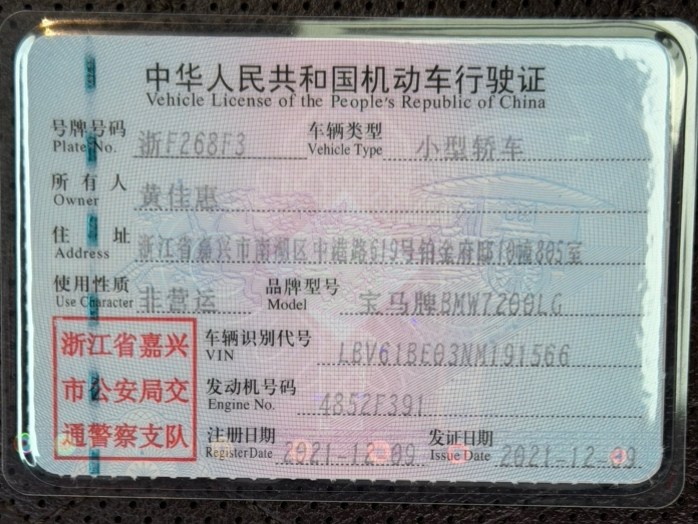 中华人民共和国机动车行驶证
Vehicle License of the People's Republic of China
号牌号码 浙F268F3 车辆类型 小型轿车
Plate No. Vehicle Type
所有人 黄佳惠
Owner
住址 浙江省嘉兴市南湖区中港路619号铂金府邸10幢805室
Address
使用性质 非营运 品牌型号 宝马牌BMW7200LG
Use Character Model
浙江省嘉兴
市公安局交
通警察支队
车辆识别代号 LBV61BE03NM191566
VIN
发动机号码 4852F391
Engine No.
注册日期 2021-12-09 发证日期 2021-12-09
Register Date Issue Date